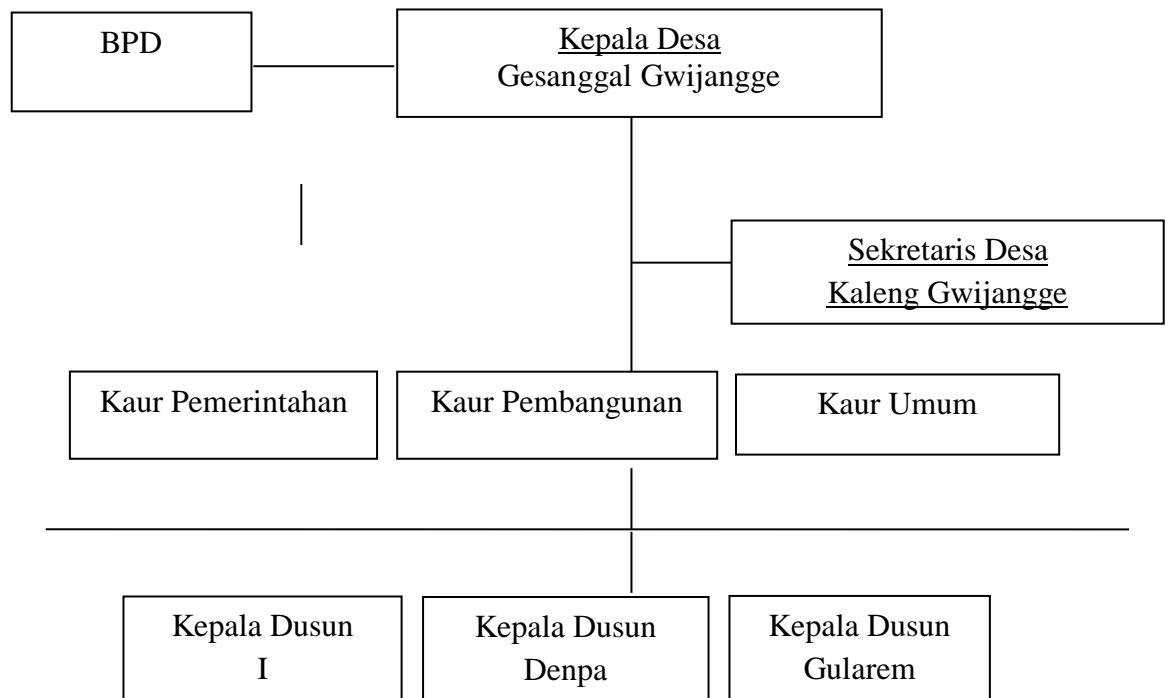 BPD
Kepala Desa
Gesanggal Gwijangge
Sekretaris Desa
Kaleng Gwijangge
Kaur Pemerintahan
Kaur Pembangunan
Kaur Umum
Kepala Dusun
I
Kepala Dusun
Denpa
Kepala Dusun
Gularem